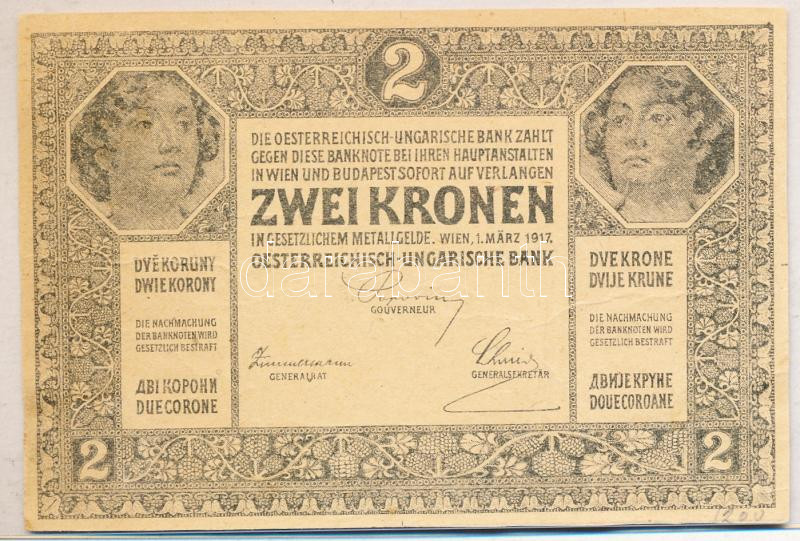 2
DIE OESTERREICHISCH-UNGARISCHE BANK ZAHLT
GEGEN DIESE BANKNOTE BEI IHREN HAUPTANSTALTEN
IN WIEN UND BUDAPEST SOFORT AUF VERLANGEN
ZWEI KRONEN
IN GESETZLICHEM METALLGELDE. WIEN, 1. MÄRZ 1917.
OESTERREICHISCH-UNGARISCHE BANK
GOUVERNEUR
GENERALRAT
GENERALSEKRETÄR
DVĚ KORUNY
DWIE KORONY
DIE NACHMACHUNG
DER BANKNOTEN WIRD
GESETZLICH BESTRAFT
ДВІ КОРОНИ
DUE CORONE
DVE KRONE
DVIJE KRUNE
DIE NACHMACHUNG
DER BANKNOTEN WIRD
GESETZLICH BESTRAFT
ДВИЈЕ КРУНЕ
DOUE COROANE
2
2
darabanth